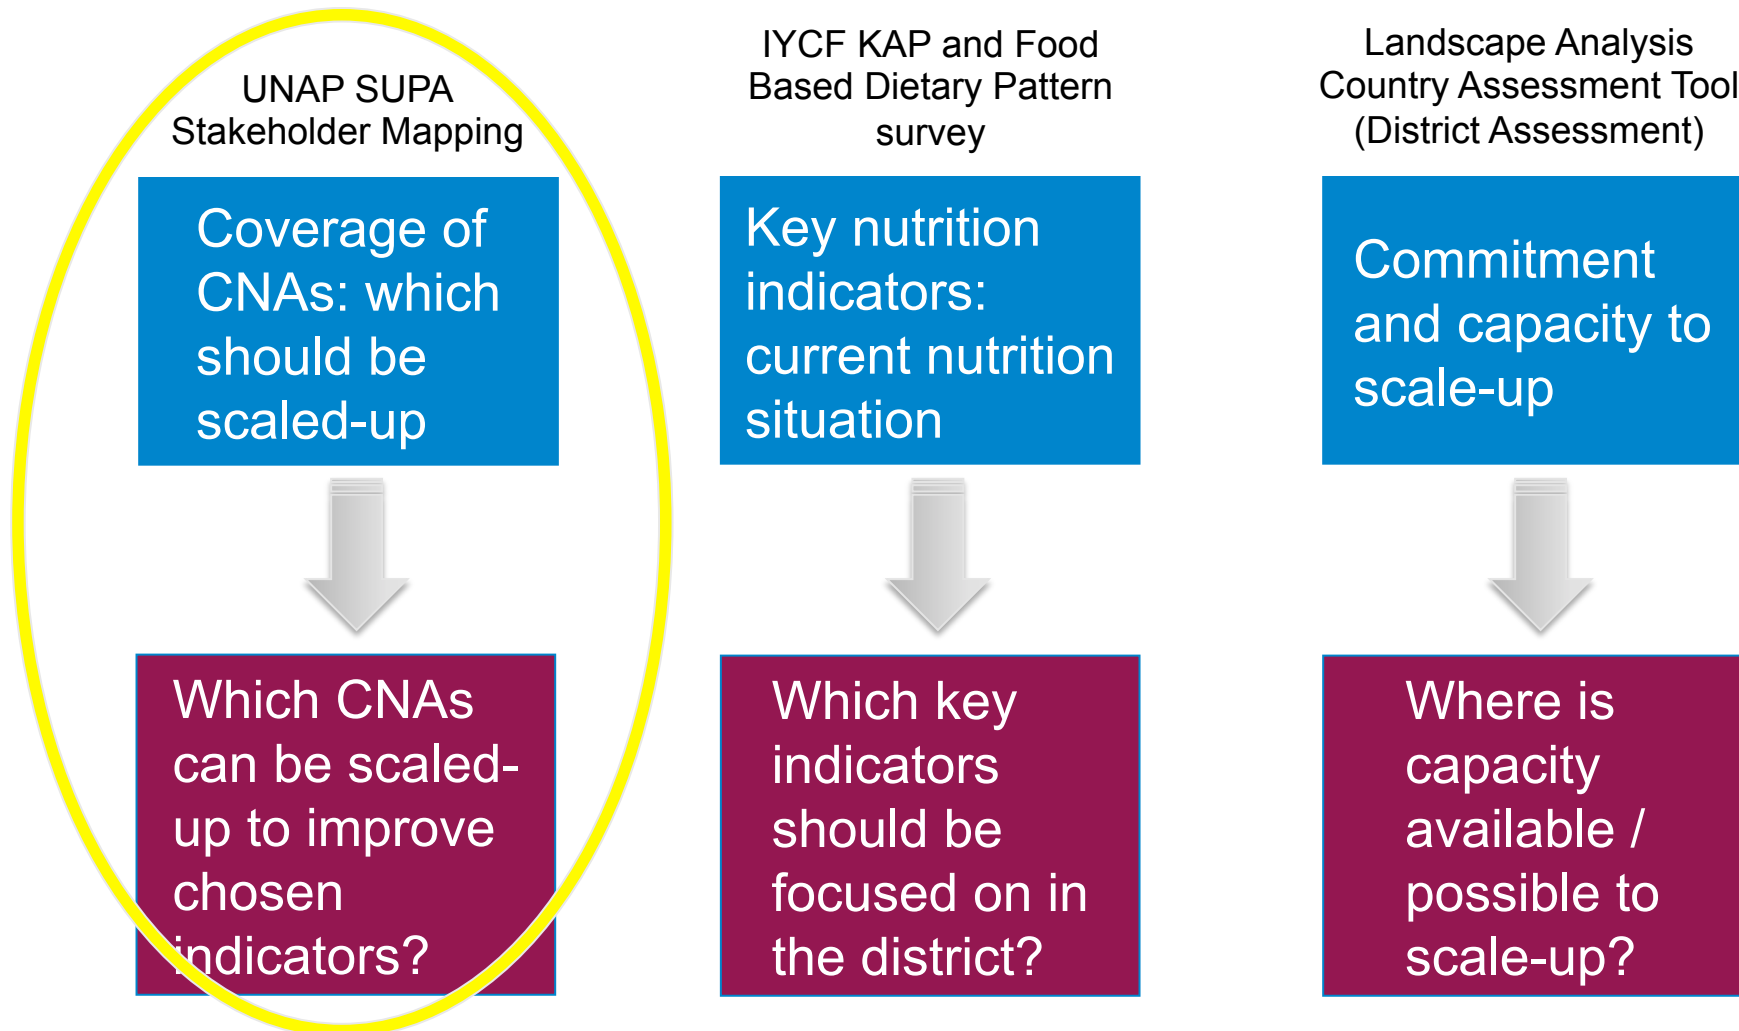 UNAP SUPA
Stakeholder Mapping
Coverage of
CNAs: which
should be
scaled-up
Which CNAs
can be scaled-
up to improve
chosen
indicators?
IYCF KAP and Food
Based Dietary Pattern
survey
Key nutrition
indicators:
current nutrition
situation
Which key
indicators
should be
focused on in
the district?
Landscape Analysis
Country Assessment Tool
(District Assessment)
Commitment
and capacity to
scale-up
Where is
capacity
available /
possible to
scale-up?